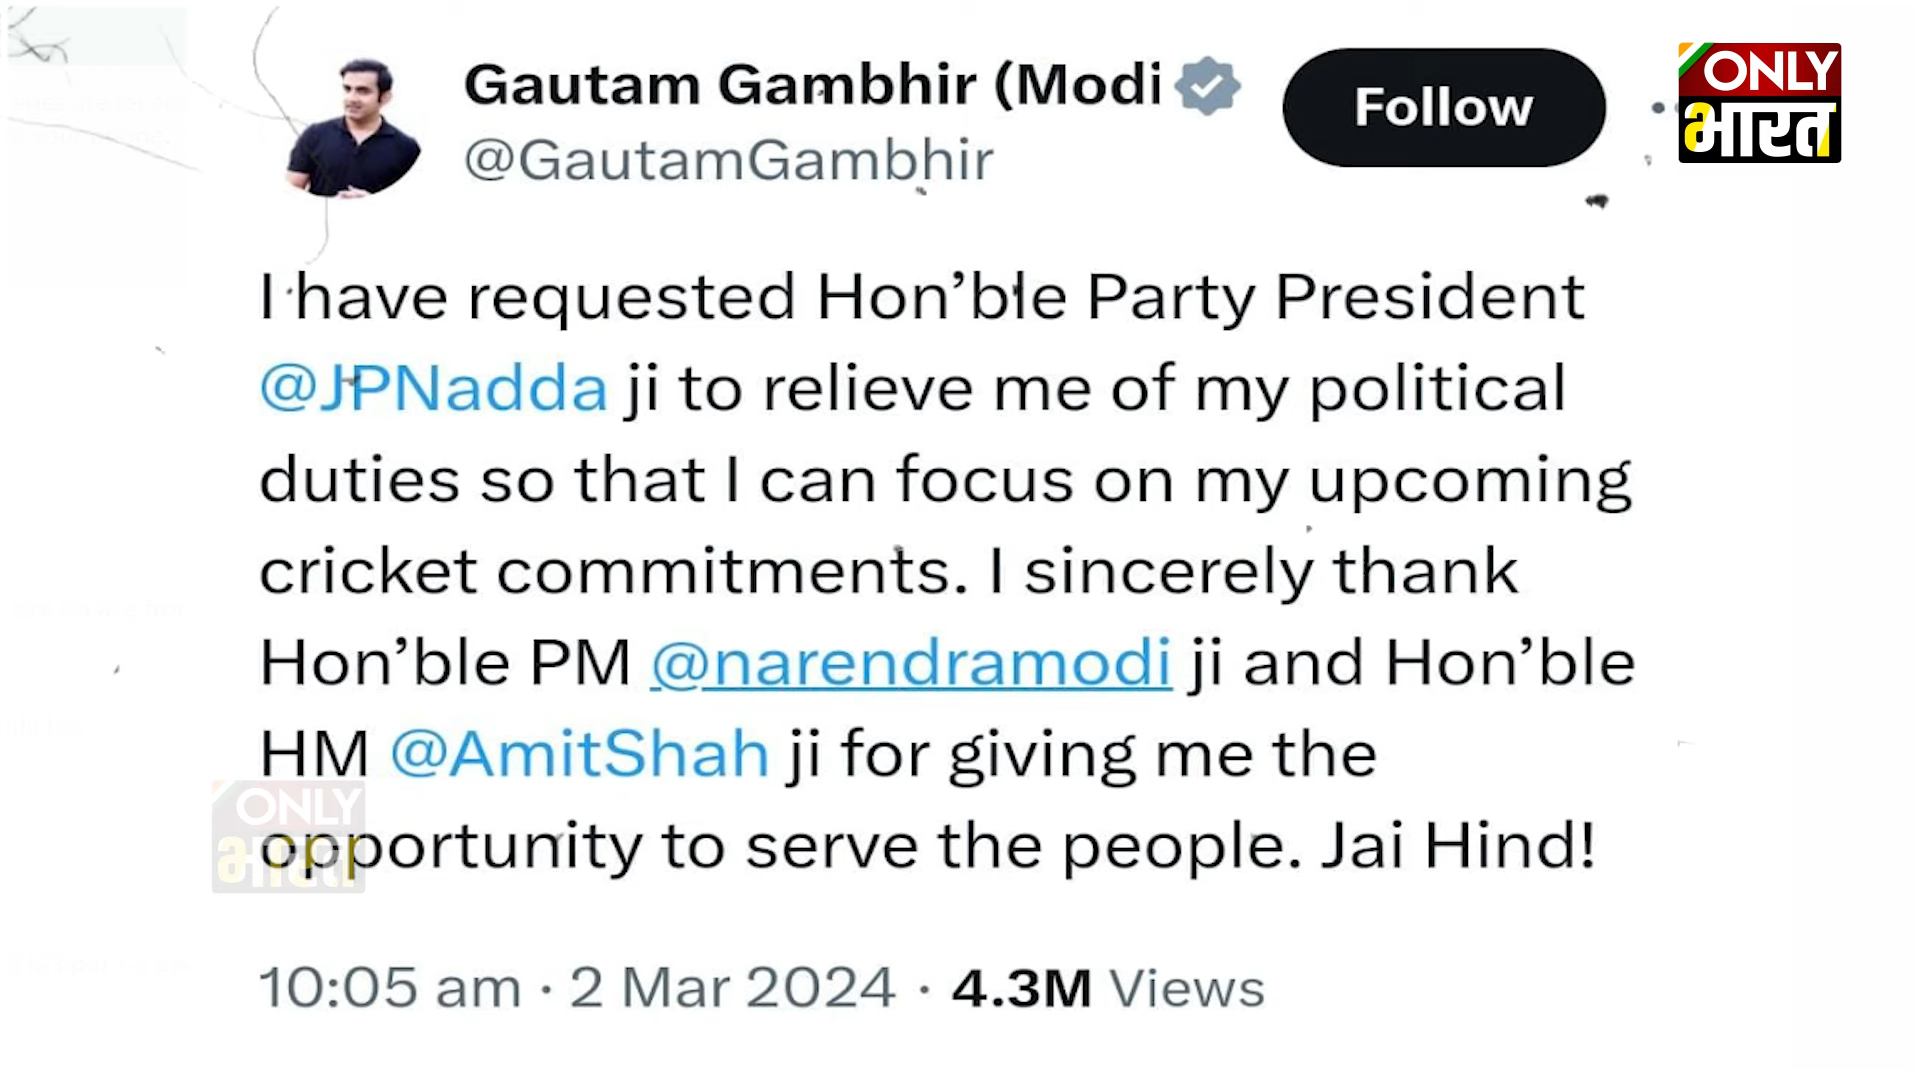 Gautam Gambhir (Modi
@GautamGambhir
Follow
ONLY
भारत
I have requested Hon’ble Party President
@JPNadda ji to relieve me of my political
duties so that I can focus on my upcoming
cricket commitments. I sincerely thank
Hon’ble PM @narendramodi ji and Hon’ble
HM @AmitShah ji for giving me the
opportunity to serve the people. Jai Hind!
ONLY
भारत
10:05 am · 2 Mar 2024 · 4.3M Views